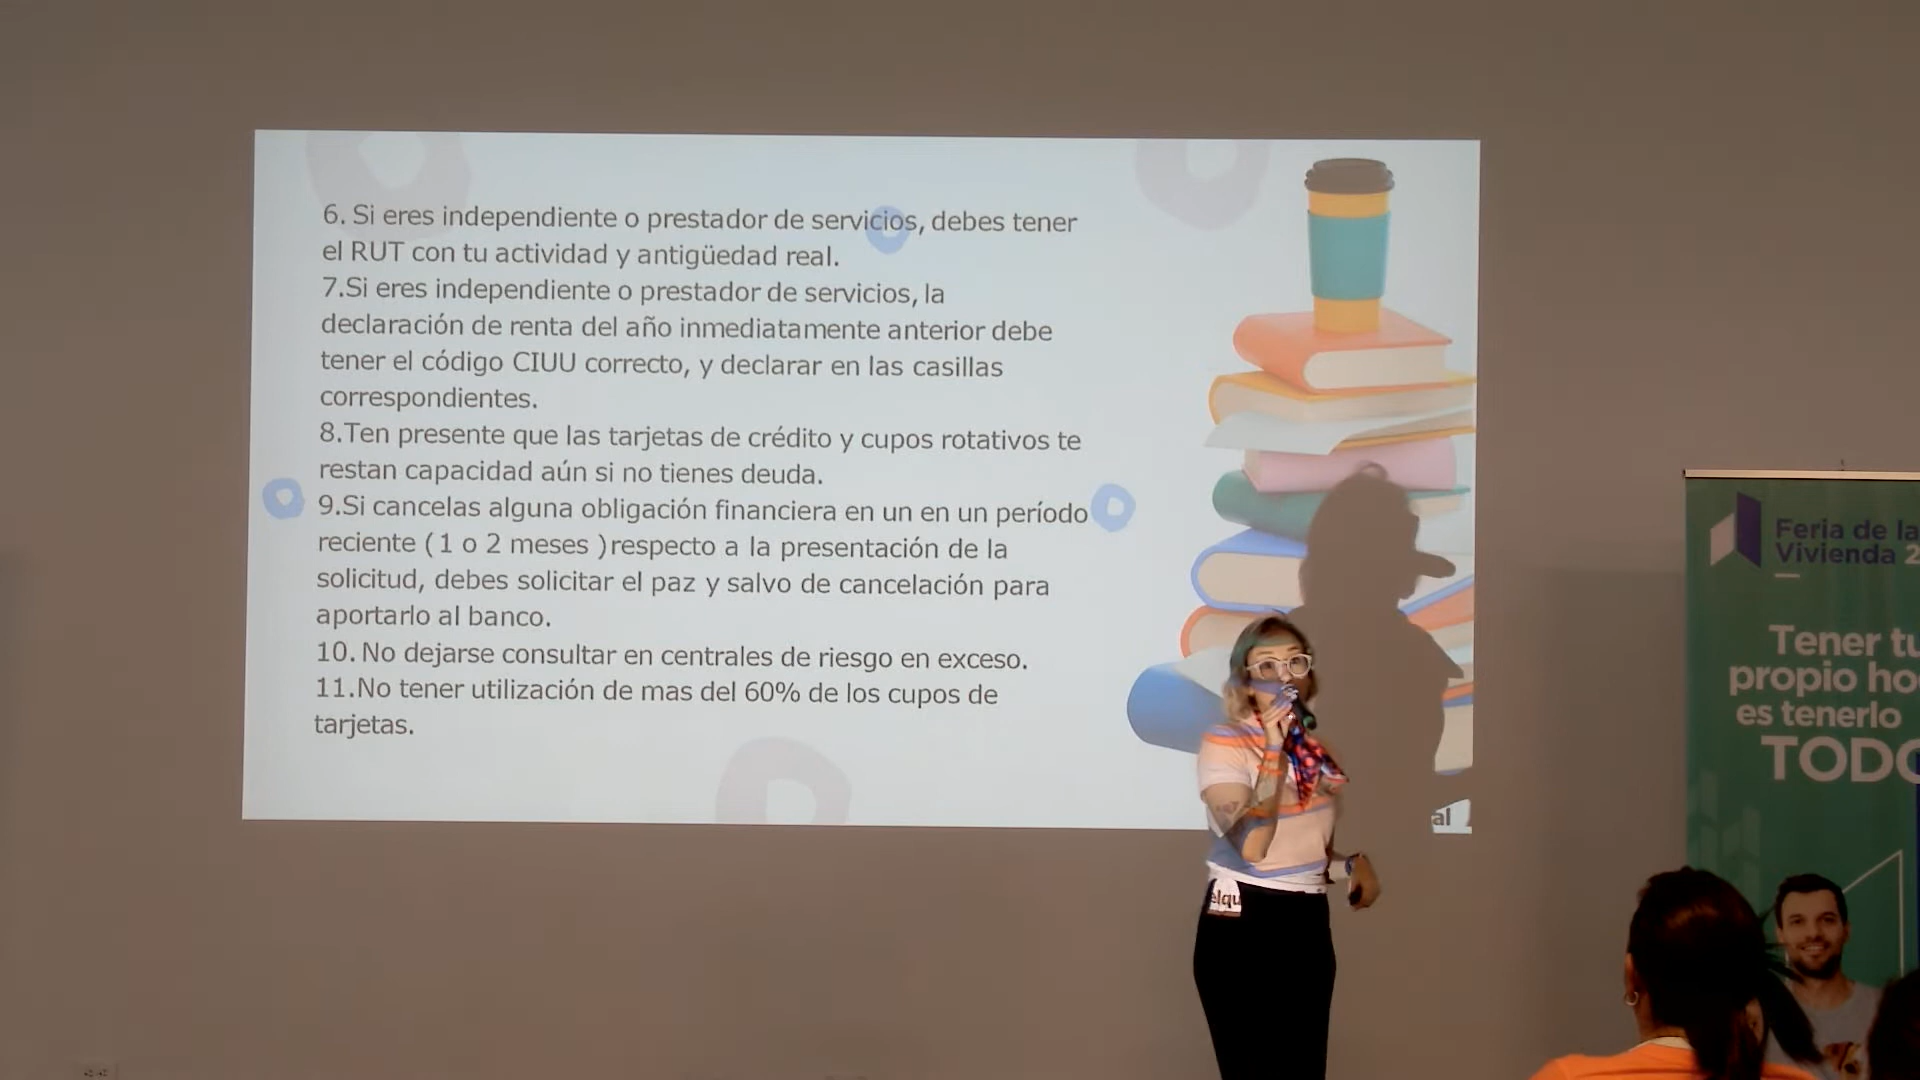 6. Si eres independiente o prestador de servicios, debes tener
el RUT con tu actividad y antigüedad real.
7.Si eres independiente o prestador de servicios, la
declaración de renta del año inmediatamente anterior debe
tener el código CIUU correcto, y declarar en las casillas
correspondientes.
8.Ten presente que las tarjetas de crédito y cupos rotativos te
restan capacidad aún si no tienes deuda.
9.Si cancelas alguna obligación financiera en un en un período
reciente ( 1 o 2 meses )respecto a la presentación de la
solicitud, debes solicitar el paz y salvo de cancelación para
aportarlo al banco.
10. No dejarse consultar en centrales de riesgo en exceso.
11.No tener utilización de mas del 60% de los cupos de
tarjetas.
al
elqu
Feria de la
Vivienda 2
Tener tu
propio ho
es tenerlo
TODO